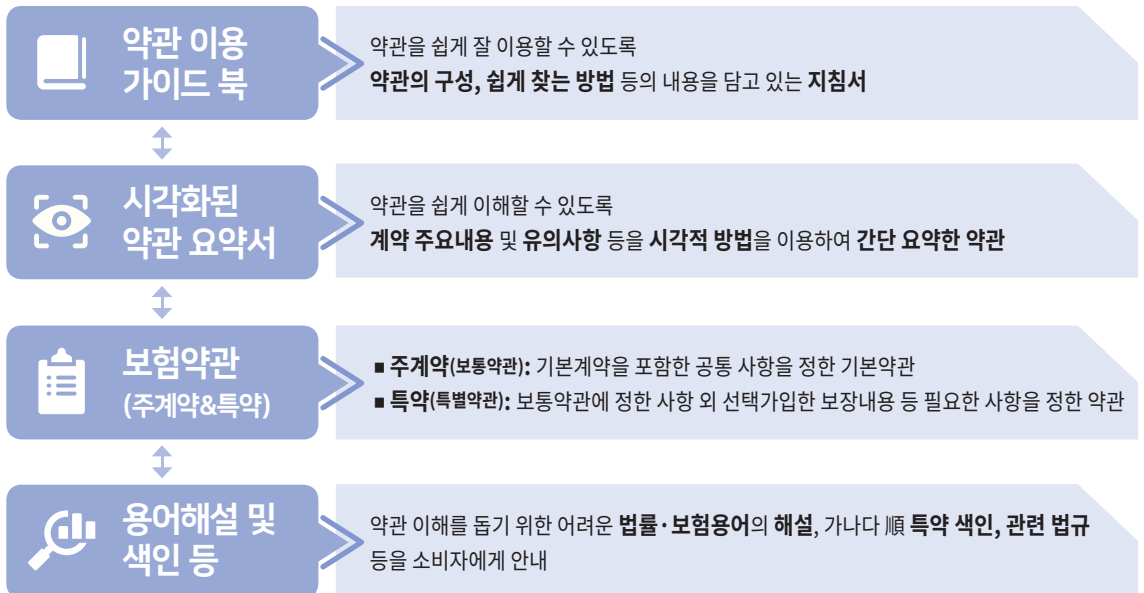 약관 이용
가이드 북
약관을 쉽게 잘 이용할 수 있도록
약관의 구성, 쉽게 찾는 방법 등의 내용을 담고 있는 지침서
시각화된
약관 요약서
약관을 쉽게 이해할 수 있도록
계약 주요내용 및 유의사항 등을 시각적 방법을 이용하여 간단 요약한 약관
보험약관
(주계약&특약)
■ 주계약(보통약관): 기본계약을 포함한 공통 사항을 정한 기본약관
■ 특약(특별약관): 보통약관에 정한 사항 외 선택가입한 보장내용 등 필요한 사항을 정한 약관
용어해설 및
색인 등
약관 이해를 돕기 위한 어려운 법률·보험용어의 해설, 가나다 順 특약 색인, 관련 법규
등을 소비자에게 안내